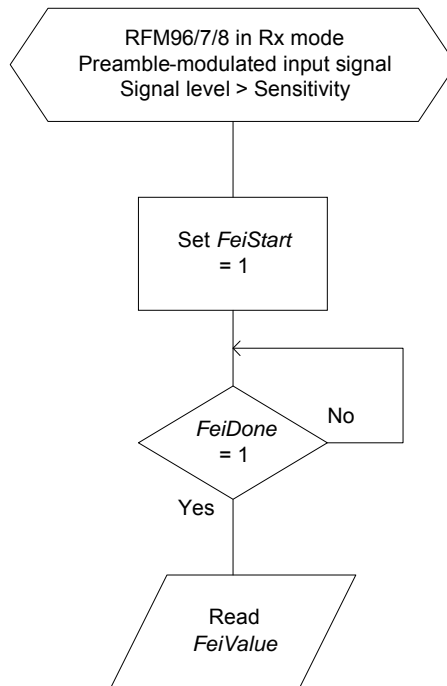 RFM96/7/8 in Rx mode
Preamble-modulated input signal
Signal level > Sensitivity
Set FeiStart
= 1
FeiDone
= 1
No
Yes
Read
FeiValue